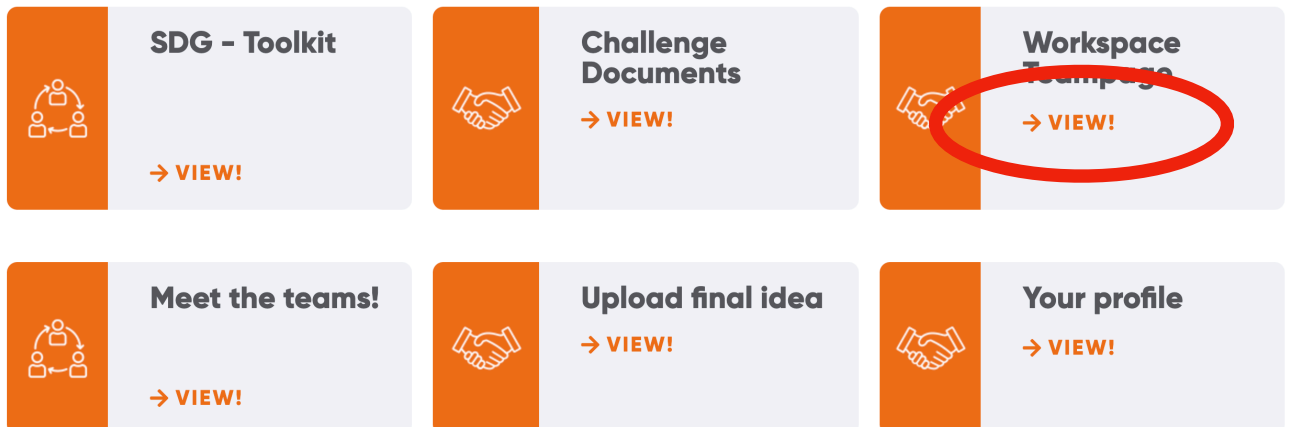 SDG - Toolkit
→ VIEW!
Challenge
Documents
→ VIEW!
Workspace
Teampage
→ VIEW!
Meet the teams!
→ VIEW!
Upload final idea
→ VIEW!
Your profile
→ VIEW!